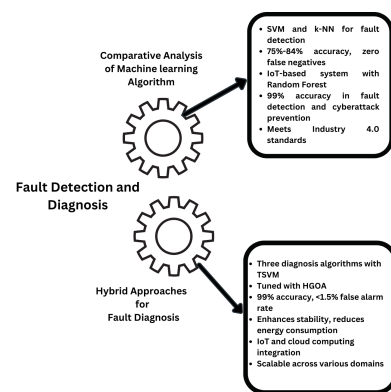 • SVM and k-NN for fault
detection
• 75%-84% accuracy, zero
false negatives
• IoT-based system with
Random Forest
• 99% accuracy in fault
detection and cyberattack
prevention
• Meets Industry 4.0
standards
Comparative Analysis
of Machine learning
Algorithm
Fault Detection and
Diagnosis
Hybrid Approaches
for
Fault Diagnosis
• Three diagnosis algorithms with
TSVM
• Tuned with HGOA
• 99% accuracy, <1.5% false alarm
rate
• Enhances stability, reduces
energy consumption
• IoT and cloud computing
integration
• Scalable across various domains